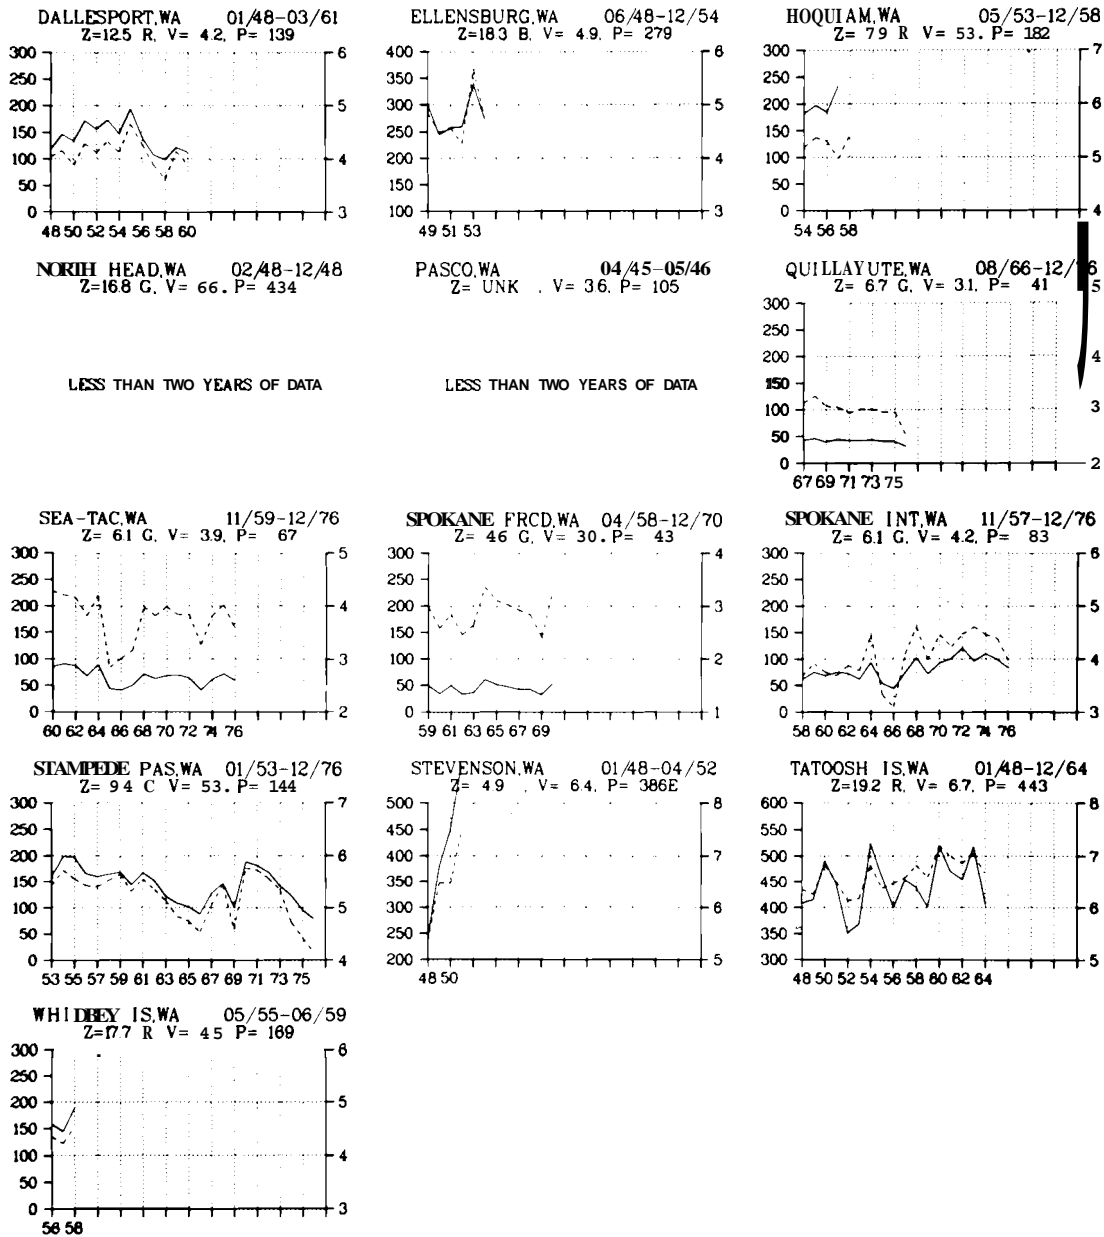 DALLESPORT,WA 01/48-03/61
Z=12.5 R, V= 4.2, P= 139
300 6
250
200 5
150
100 4
50
0 3
48 50 52 54 56 58 60
ELLENSBURG,WA 06/48-12/54
Z=18.3 B, V= 4.9, P= 279
400 6
350
300 5
250
200 4
150
100 3
49 51 53
HOQUIAM,WA 05/53-12/58
Z= 79 R V= 53. P= 182
300 7
250
200 6
150
100 5
50
0 4
54 56 58
NORTH HEAD,WA 02/48-12/48
Z=16.8 G, V= 66. P= 434
LESS THAN TWO YEARS OF DATA
PASCO,WA 04/45-05/46
Z= UNK . V= 3.6, P= 105
LESS THAN TWO YEARS OF DATA
QUILLAYUTE,WA 08/66-12/ 6
Z= 6.7 G, V= 3.1, P= 41
300 5
250
200 4
150
100 3
50
0 2
67 69 71 73 75
SEA-TAC,WA 11/59-12/76
Z= 6.1 G, V= 3.9, P= 67
300 5
250
200 4
150
100 3
50
0 2
60 62 64 66 68 70 72 74 76
SPOKANE FRCD,WA 04/58-12/70
Z= 46 G, V= 30. P= 43
300 4
250
200 3
150
100 2
50
0 1
59 61 63 65 67 69
SPOKANE INT,WA 11/57-12/76
Z= 6.1 G, V= 4.2, P= 83
300 6
250
200 5
150
100 4
50
0 3
58 60 62 64 66 68 70 72 74 76
STAMPEDE PAS,WA 01/53-12/76
Z= 94 C V= 53. P= 144
300 7
250
200 6
150
100 5
50
0 4
53 55 57 59 61 63 65 67 69 71 73 75
STEVENSON,WA 01/48-04/52
Z= 4.9 , V= 6.4, P= 386E
500 8
450
400 7
350
300 6
250
200 5
48 50
TATOOSH IS,WA 01/48-12/64
Z=19.2 R, V= 6.7, P= 443
600 8
550
500 7
450
400 6
350
300 5
48 50 52 54 56 58 60 62 64
WHIDBEY IS,WA 05/55-06/59
Z=17.7 R V= 45 P= 169
300 6
250
200 5
150
100 4
50
0 3
56 58